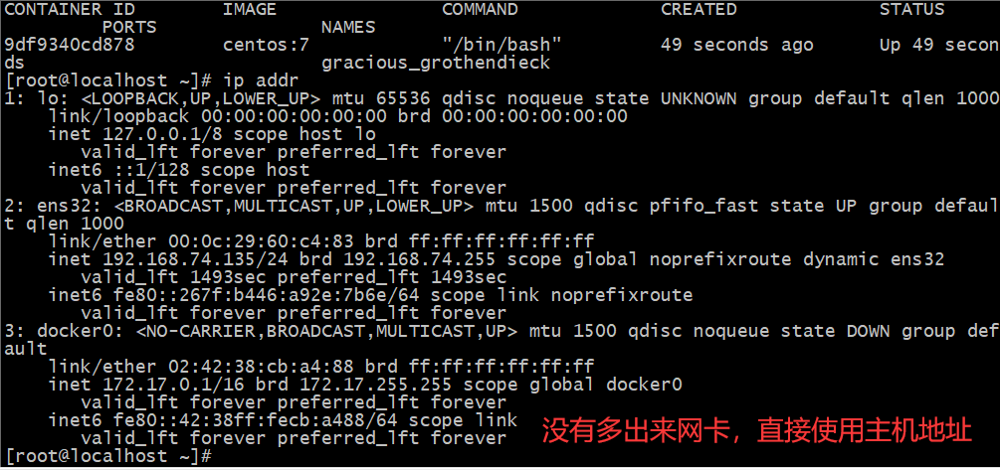 CONTAINER ID        IMAGE               COMMAND             CREATED             STATUS
         PORTS               NAMES
9df9340cd878        centos:7            "/bin/bash"         49 seconds ago      Up 49 secon
ds                           gracious_grothendieck
[root@localhost ~]# ip addr
1: lo: <LOOPBACK,UP,LOWER_UP> mtu 65536 qdisc noqueue state UNKNOWN group default qlen 1000
    link/loopback 00:00:00:00:00:00 brd 00:00:00:00:00:00
    inet 127.0.0.1/8 scope host lo
       valid_lft forever preferred_lft forever
    inet6 ::1/128 scope host
       valid_lft forever preferred_lft forever
2: ens32: <BROADCAST,MULTICAST,UP,LOWER_UP> mtu 1500 qdisc pfifo_fast state UP group defaul
t qlen 1000
    link/ether 00:0c:29:60:c4:83 brd ff:ff:ff:ff:ff:ff
    inet 192.168.74.135/24 brd 192.168.74.255 scope global noprefixroute dynamic ens32
       valid_lft 1493sec preferred_lft 1493sec
    inet6 fe80::267f:b446:a92e:7b6e/64 scope link noprefixroute
       valid_lft forever preferred_lft forever
3: docker0: <NO-CARRIER,BROADCAST,MULTICAST,UP> mtu 1500 qdisc noqueue state DOWN group def
ault
    link/ether 02:42:38:cb:a4:88 brd ff:ff:ff:ff:ff:ff
    inet 172.17.0.1/16 brd 172.17.255.255 scope global docker0
       valid_lft forever preferred_lft forever
    inet6 fe80::42:38ff:fecb:a488/64 scope link
       valid_lft forever preferred_lft forever
没有多出来网卡，直接使用主机地址
[root@localhost ~]#